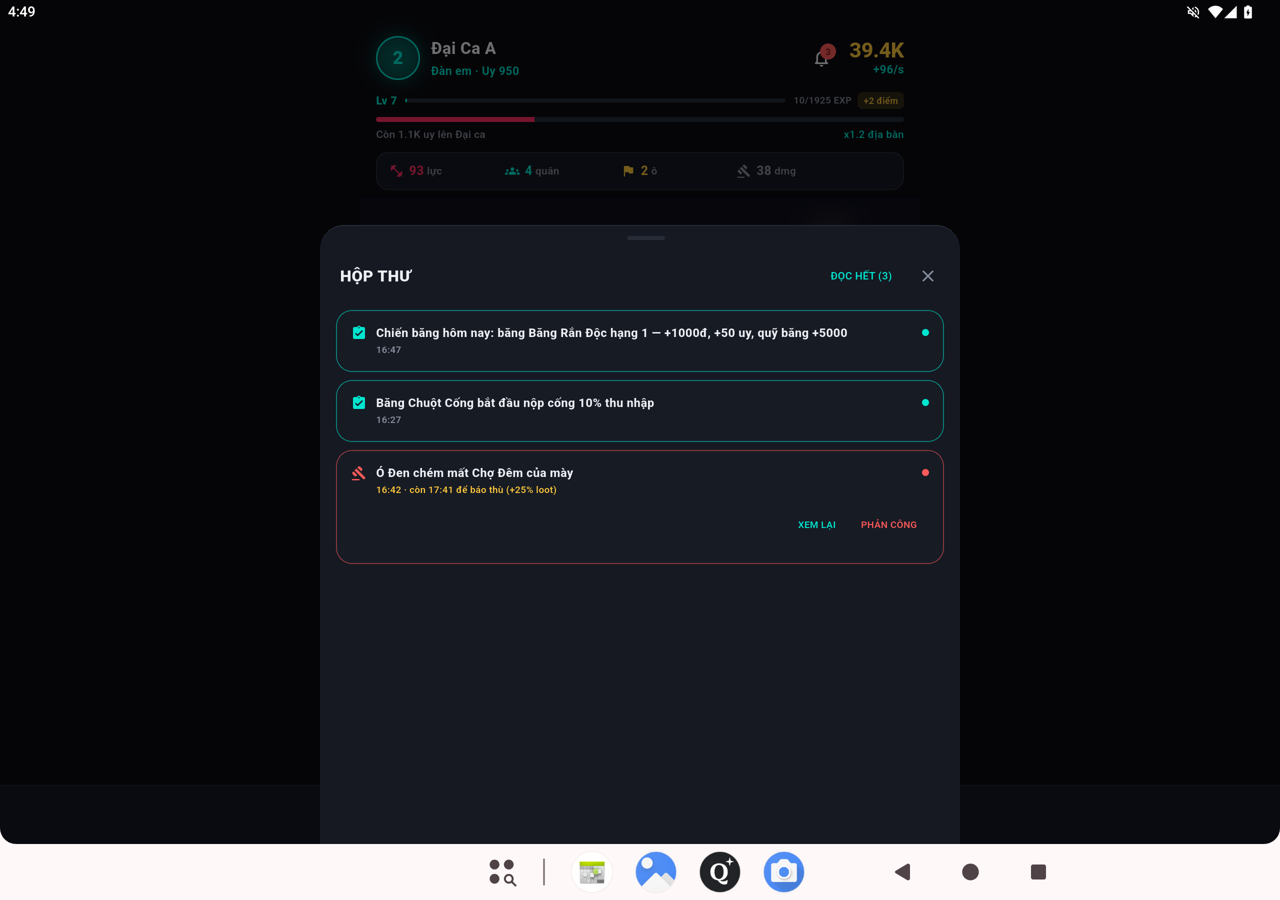 4:49
2
Đại Ca A
Đàn em · Uy 950
3
39.4K
+96/s
Lv 7
10/1925 EXP
+2 điểm
Còn 1.1K uy lên Đại ca
x1.2 địa bàn
93 lực
4 quân
2 ô
38 dmg
HỘP THƯ
ĐỌC HẾT (3)
Chiến băng hôm nay: băng Băng Rắn Độc hạng 1 — +1000đ, +50 uy, quỹ băng +5000
16:47
Băng Chuột Cống bắt đầu nộp cống 10% thu nhập
16:27
Ó Đen chém mất Chợ Đêm của mày
16:42 · còn 17:41 để báo thù (+25% loot)
XEM LẠI
PHẢN CÔNG
Q